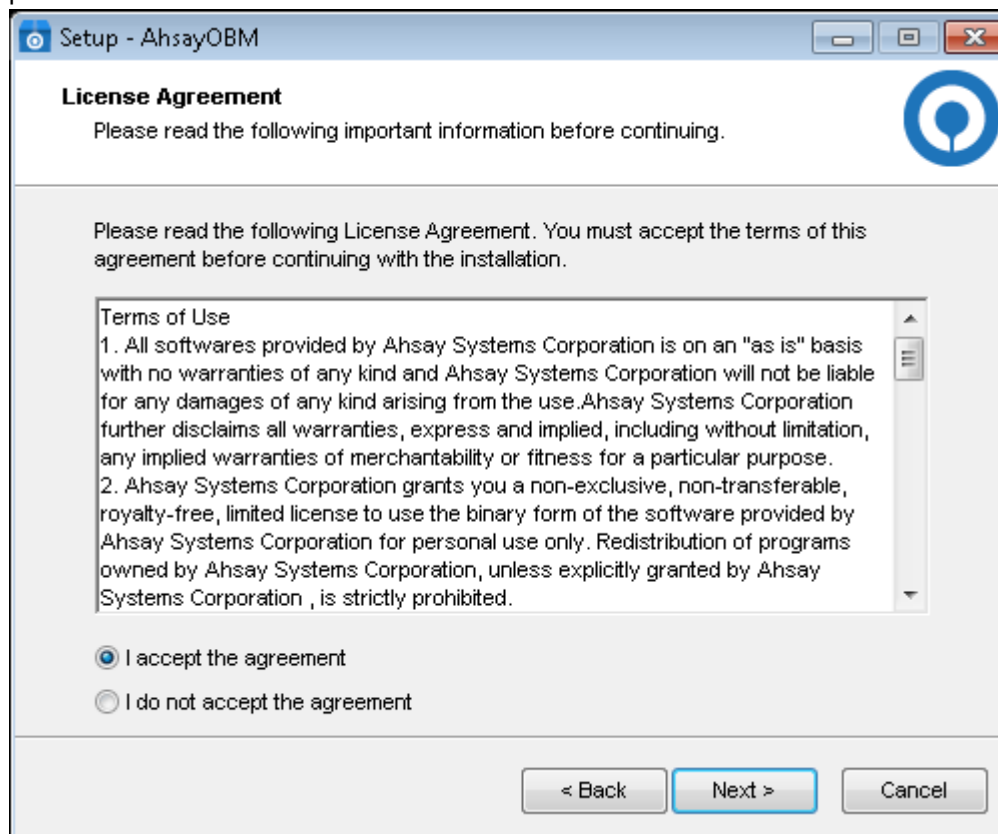 Setup - AhsayOBM
License Agreement
Please read the following important information before continuing.
Please read the following License Agreement. You must accept the terms of this
agreement before continuing with the installation.
Terms of Use
1. All softwares provided by Ahsay Systems Corporation is on an "as is" basis
with no warranties of any kind and Ahsay Systems Corporation will not be liable
for any damages of any kind arising from the use.Ahsay Systems Corporation
further disclaims all warranties, express and implied, including without limitation,
any implied warranties of merchantability or fitness for a particular purpose.
2. Ahsay Systems Corporation grants you a non-exclusive, non-transferable,
royalty-free, limited license to use the binary form of the software provided by
Ahsay Systems Corporation for personal use only. Redistribution of programs
owned by Ahsay Systems Corporation, unless explicitly granted by Ahsay
Systems Corporation , is strictly prohibited.
I accept the agreement
I do not accept the agreement
< Back Next > Cancel